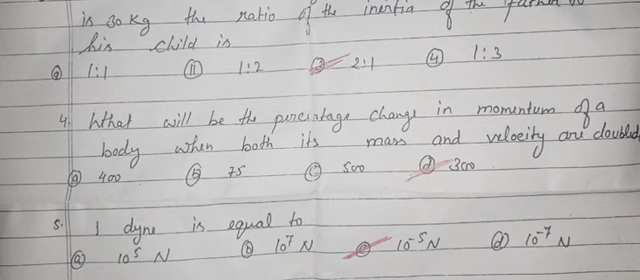 is 30 Kg the ratio of the inertia of the father to
his child is
1:1 1:2 2:1 (4) 1:3
4. What will be the percentage change in momentum of a
body when both its mass and velocity are doubled
(a) 400 (b) 75 (c) 500 (d) 300
5. 1 dyne is equal to
(a) 10⁵ N (b) 10⁷ N 10⁻⁵ N (d) 10⁻⁷ N